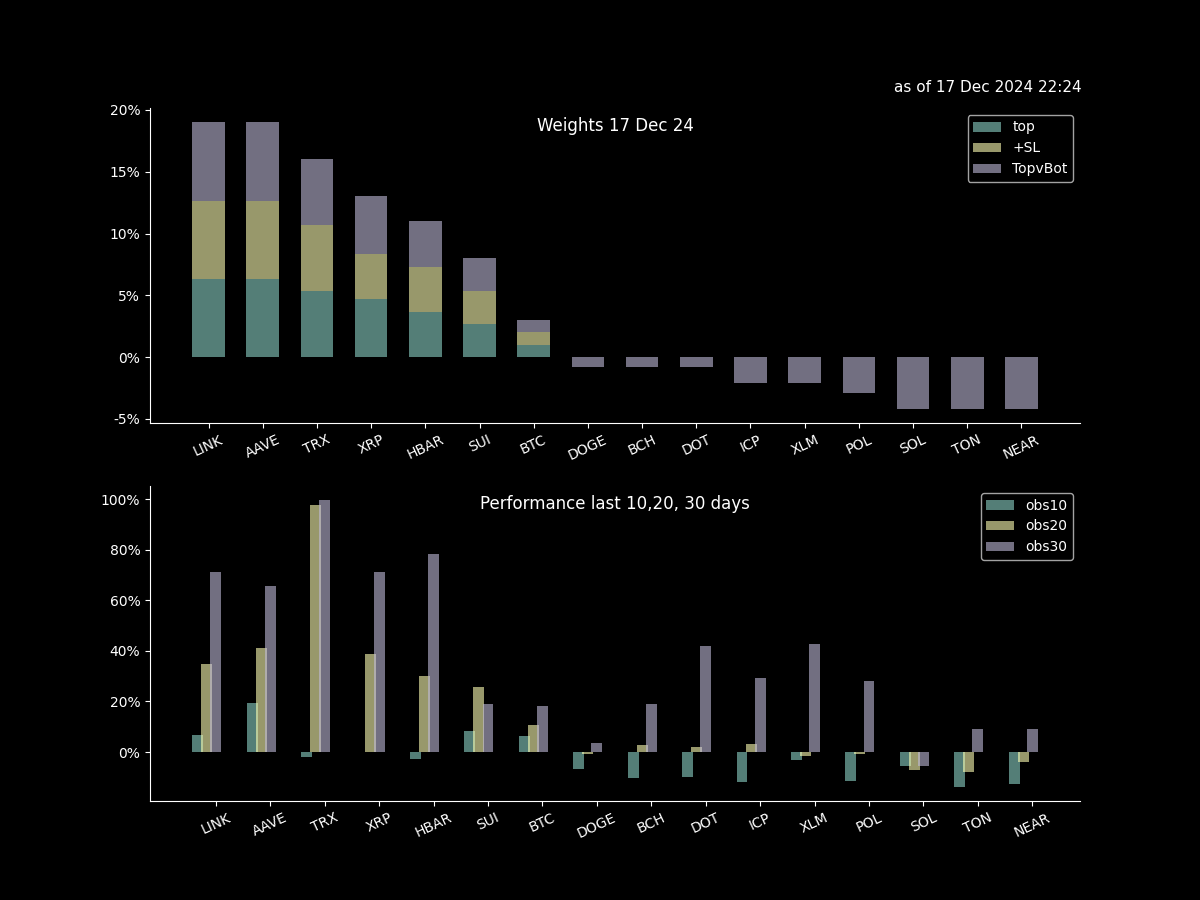 as of 17 Dec 2024 22:24
Weights 17 Dec 24
top
+SL
TopvBot
20%
15%
10%
5%
0%
-5%
LINK AAVE TRX XRP HBAR SUI BTC DOGE BCH DOT ICP XLM POL SOL TON NEAR
Performance last 10,20, 30 days
obs10
obs20
obs30
100%
80%
60%
40%
20%
0%
LINK AAVE TRX XRP HBAR SUI BTC DOGE BCH DOT ICP XLM POL SOL TON NEAR